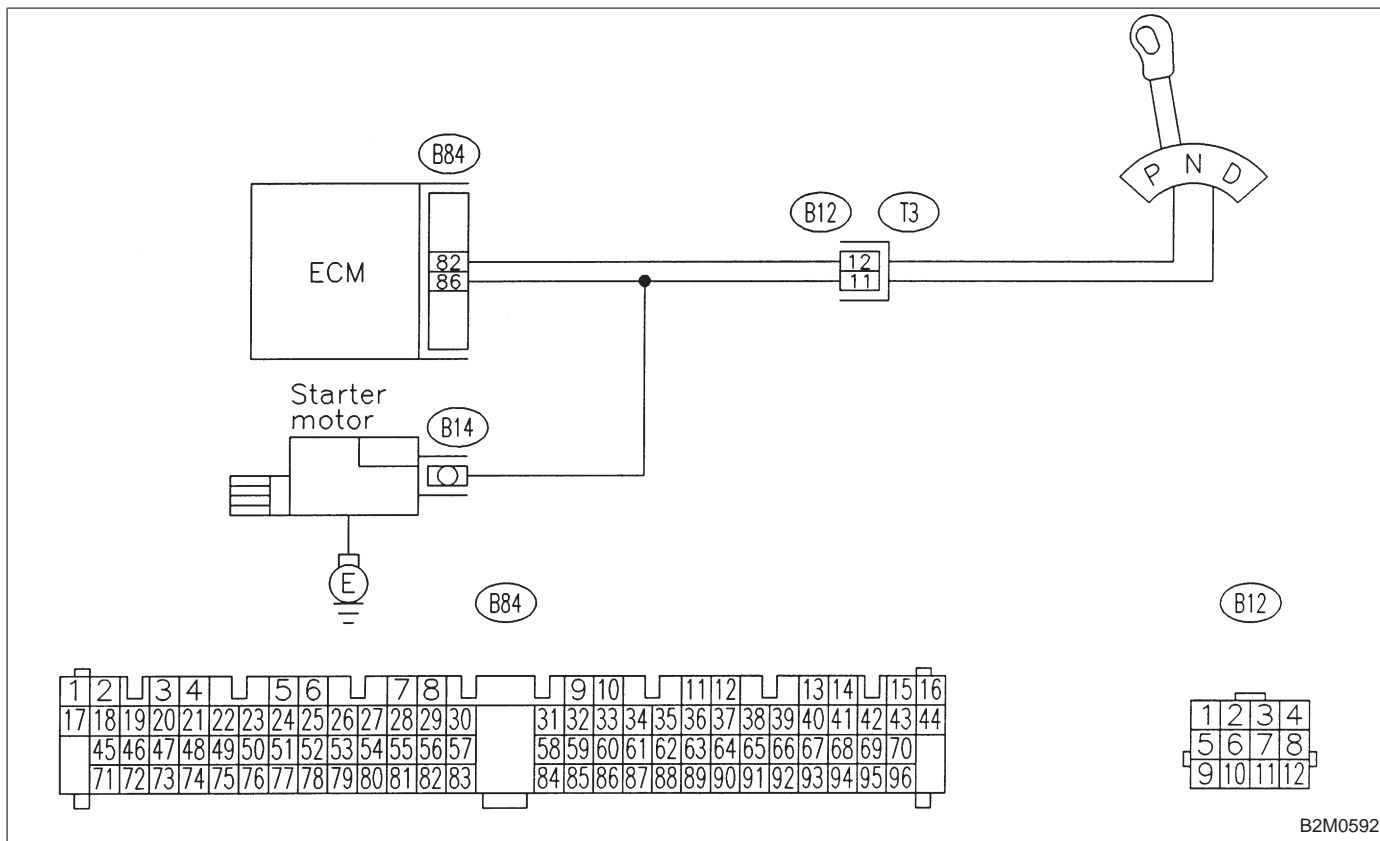 P N D
B84
B12 T3
ECM
82
86
12
11
Starter
motor
B14
E
B84
B12
1 2 3 4 5 6 7 8 9 10 11 12 13 14 15 16
17 18 19 20 21 22 23 24 25 26 27 28 29 30 31 32 33 34 35 36 37 38 39 40 41 42 43 44
45 46 47 48 49 50 51 52 53 54 55 56 57 58 59 60 61 62 63 64 65 66 67 68 69 70
71 72 73 74 75 76 77 78 79 80 81 82 83 84 85 86 87 88 89 90 91 92 93 94 95 96
1 2 3 4
5 6 7 8
9 10 11 12
B2M0592